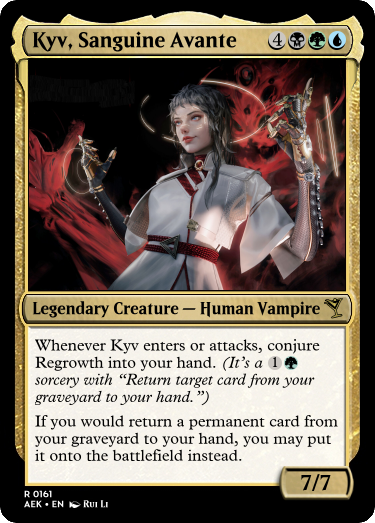 Kyv, Sanguine Avante 4
Legendary Creature — Human Vampire
Whenever Kyv enters or attacks, conjure
Regrowth into your hand. (It's a 1
sorcery with “Return target card from your
graveyard to your hand.”)
If you would return a permanent card from
your graveyard to your hand, you may put
it onto the battlefield instead.
7/7
R 0161
AEK • EN Rui Li